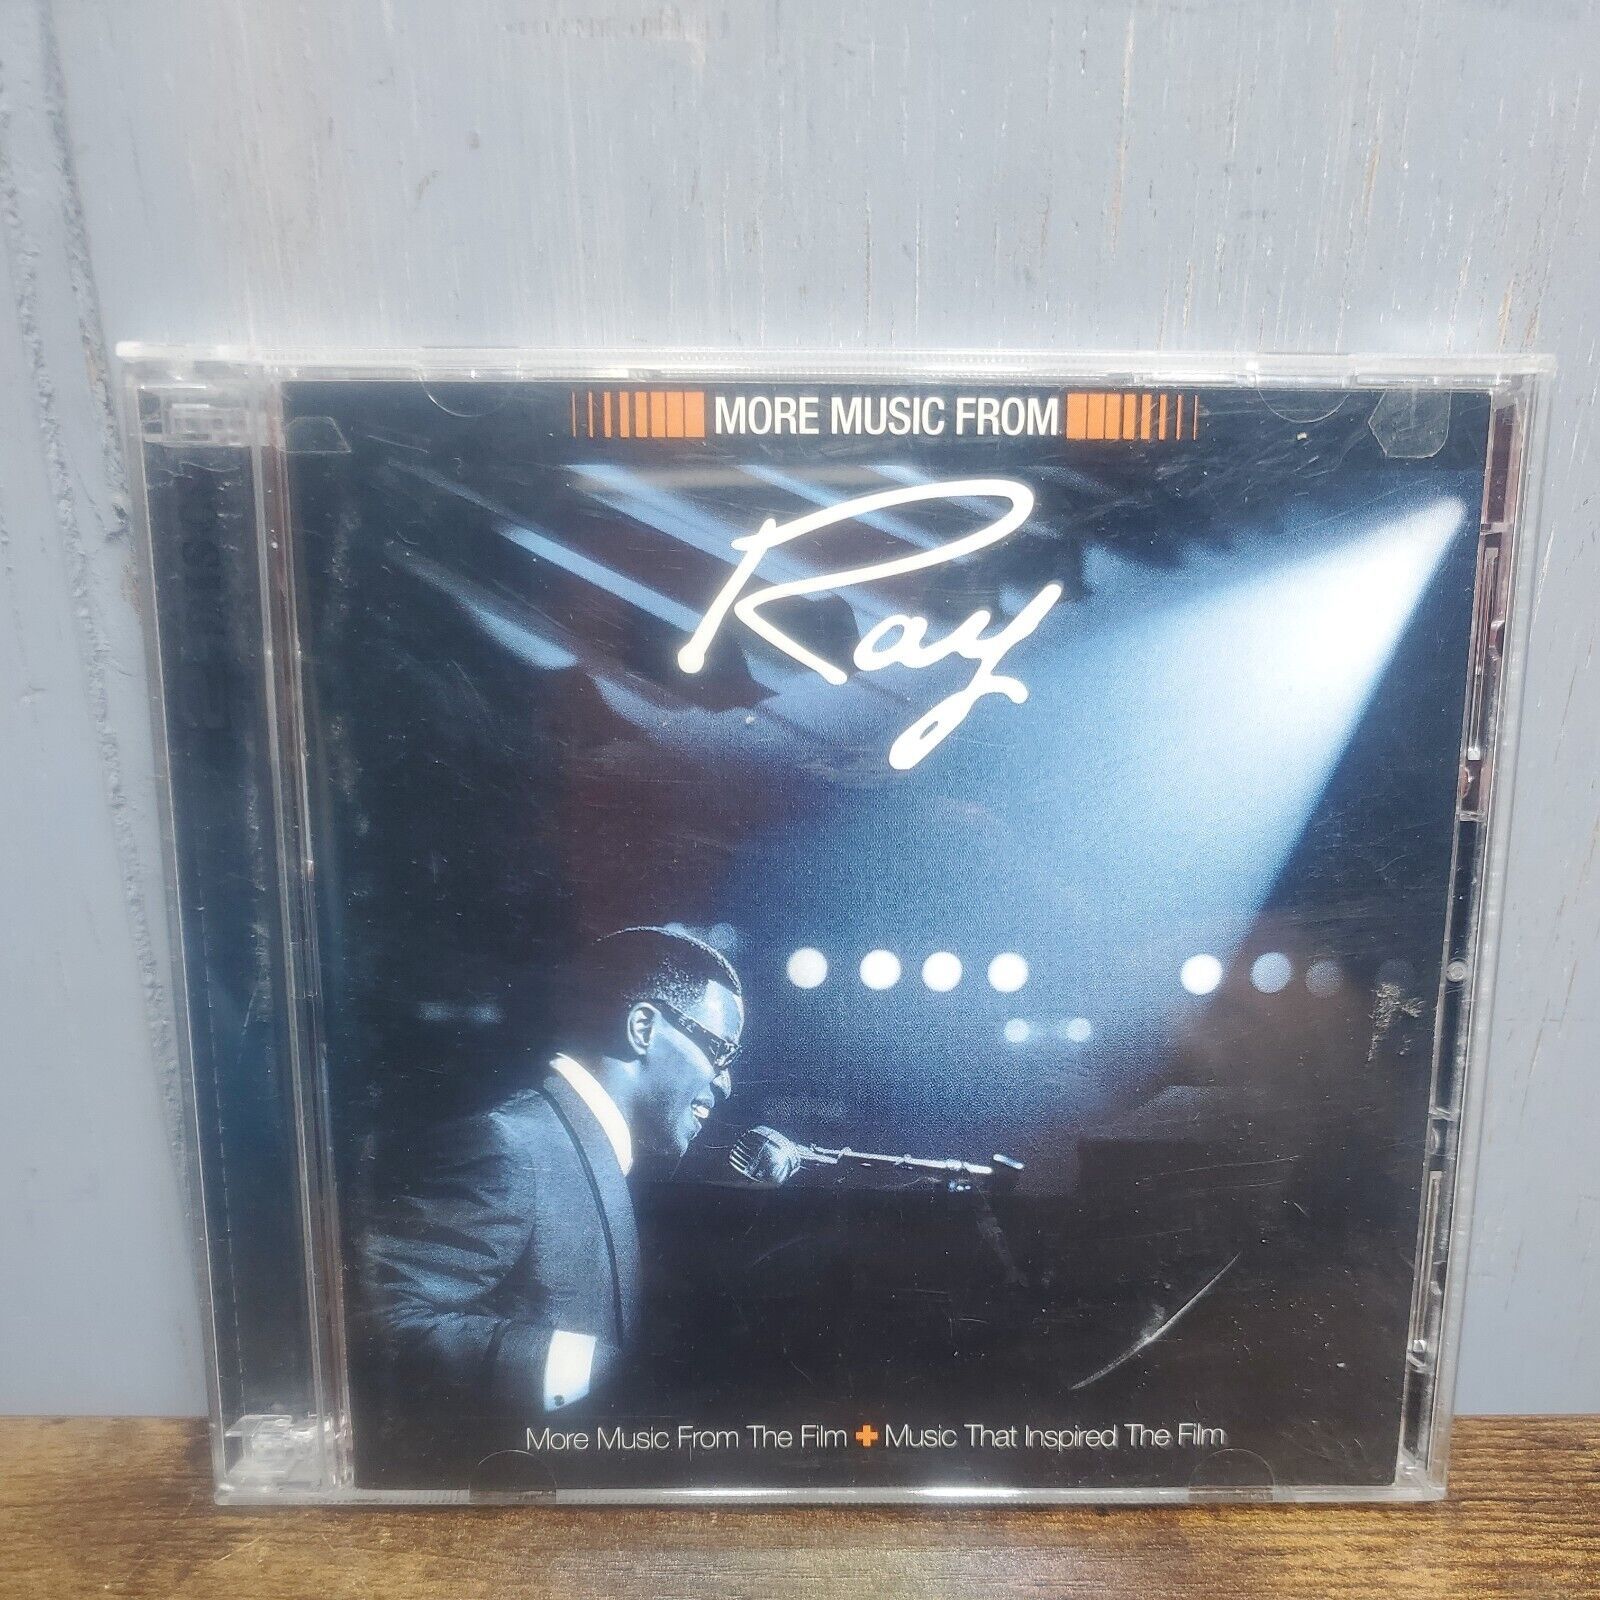 MORE MUSIC FROM
Ray
More Music From The Film + Music That Inspired The Film